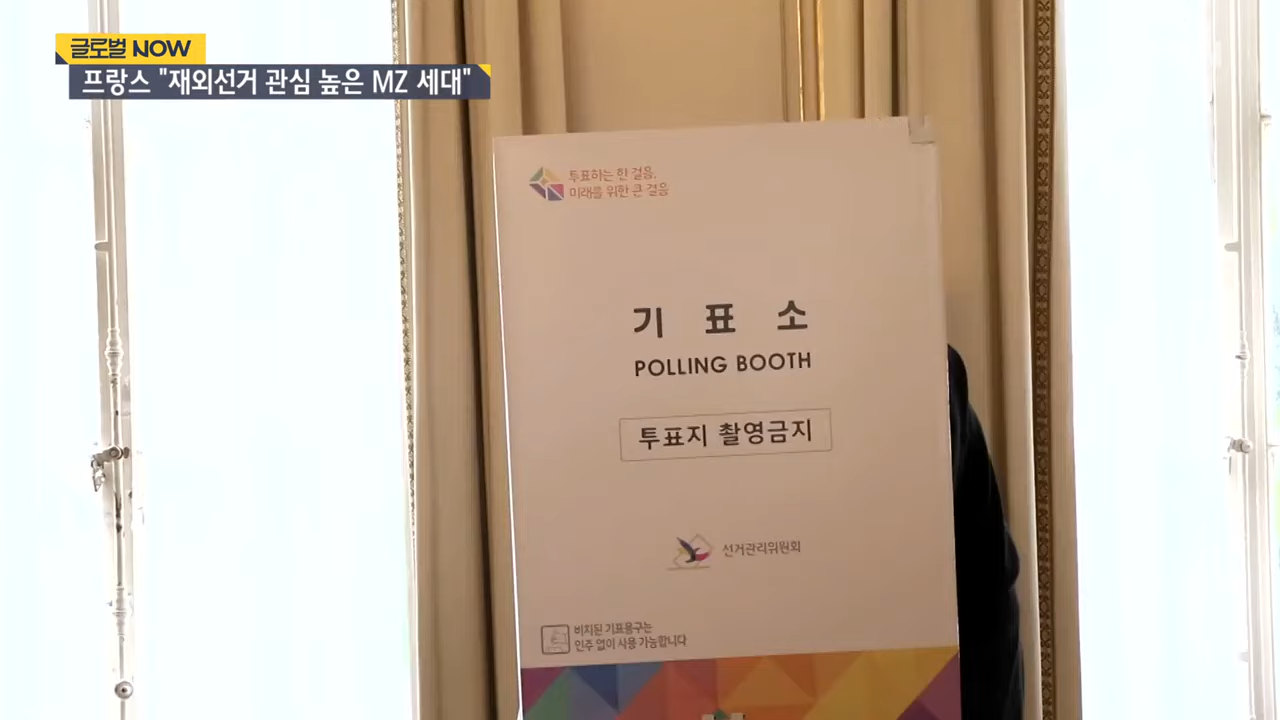 글로벌 NOW
프랑스 "재외선거 관심 높은 MZ 세대"
투표하는 한 걸음,
미래를 위한 큰 걸음
기 표 소
POLLING BOOTH
투표지 촬영금지
선거관리위원회
비치된 기표용구는
인주 없이 사용 가능합니다